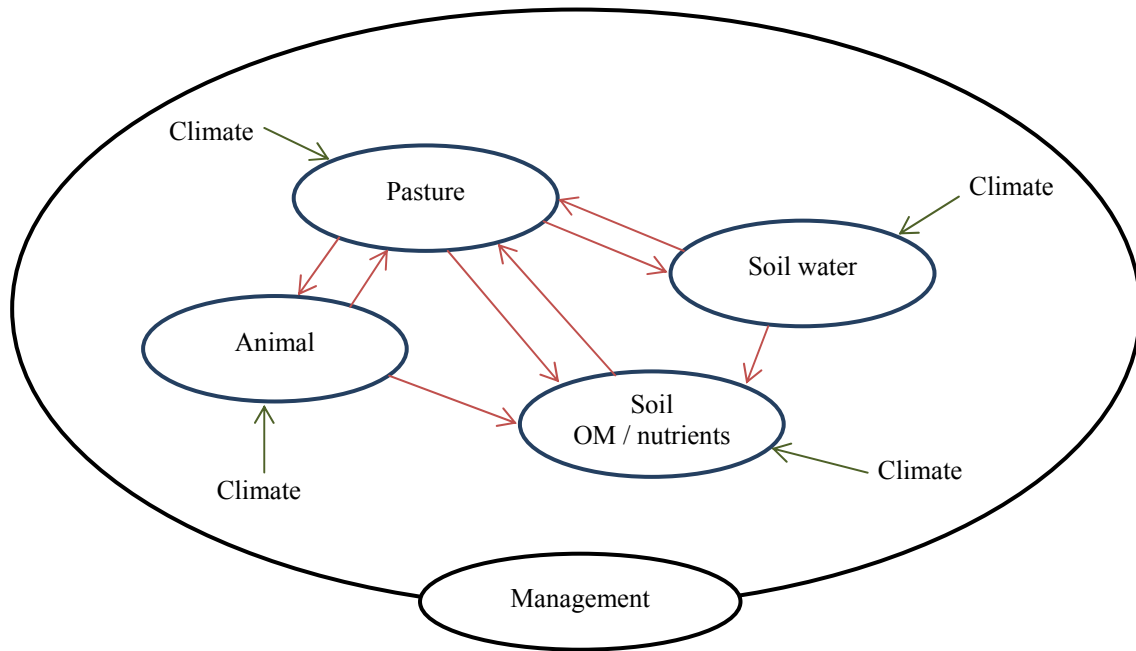 Climate
Pasture
Climate
Soil water
Animal
Soil
OM / nutrients
Climate
Climate
Management